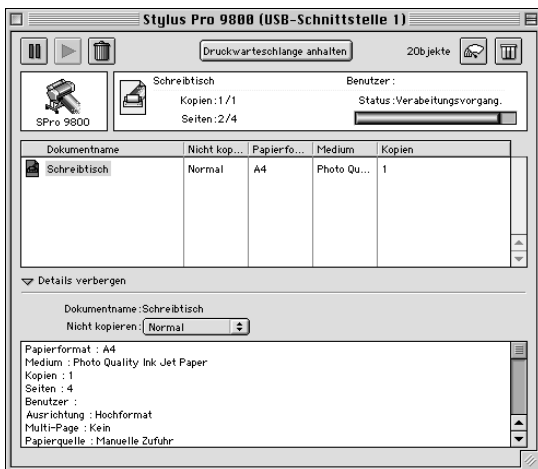 Stylus Pro 9800 (USB-Schnittstelle 1)
Druckwarteschlange anhalten
2Objekte
SPro 9800
Schreibtisch
Benutzer :
Kopien :1/1
Status :Verabeitungsvorgang.
Seiten :2/4
Dokumentname
Nicht kop...
Papierfo...
Medium
Kopien
Schreibtisch
Normal
A4
Photo Qu...
1
Details verbergen
Dokumentname :Schreibtisch
Nicht kopieren : Normal
Papierformat : A4
Medium : Photo Quality Ink Jet Paper
Kopien : 1
Seiten : 4
Benutzer :
Ausrichtung : Hochformat
Multi-Page : Kein
Papierquelle : Manuelle Zufuhr